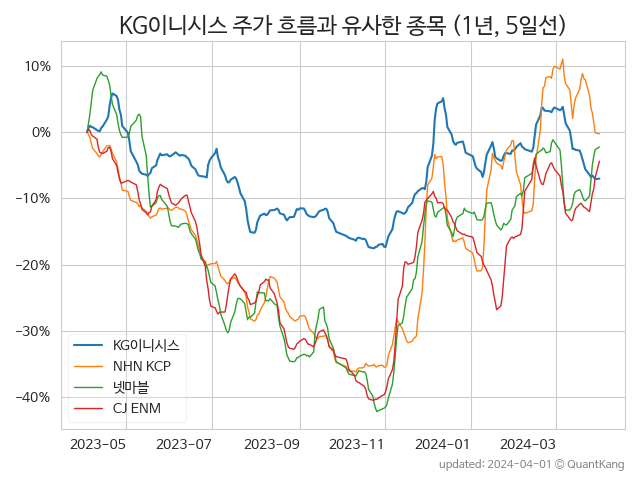 KG이니시스 주가 흐름과 유사한 종목 (1년, 5일선)
10%
0%
-10%
-20%
-30%
-40%
KG이니시스
NHN KCP
넷마블
CJ ENM
2023-05
2023-07
2023-09
2023-11
2024-01
2024-03
updated: 2024-04-01 © QuantKang